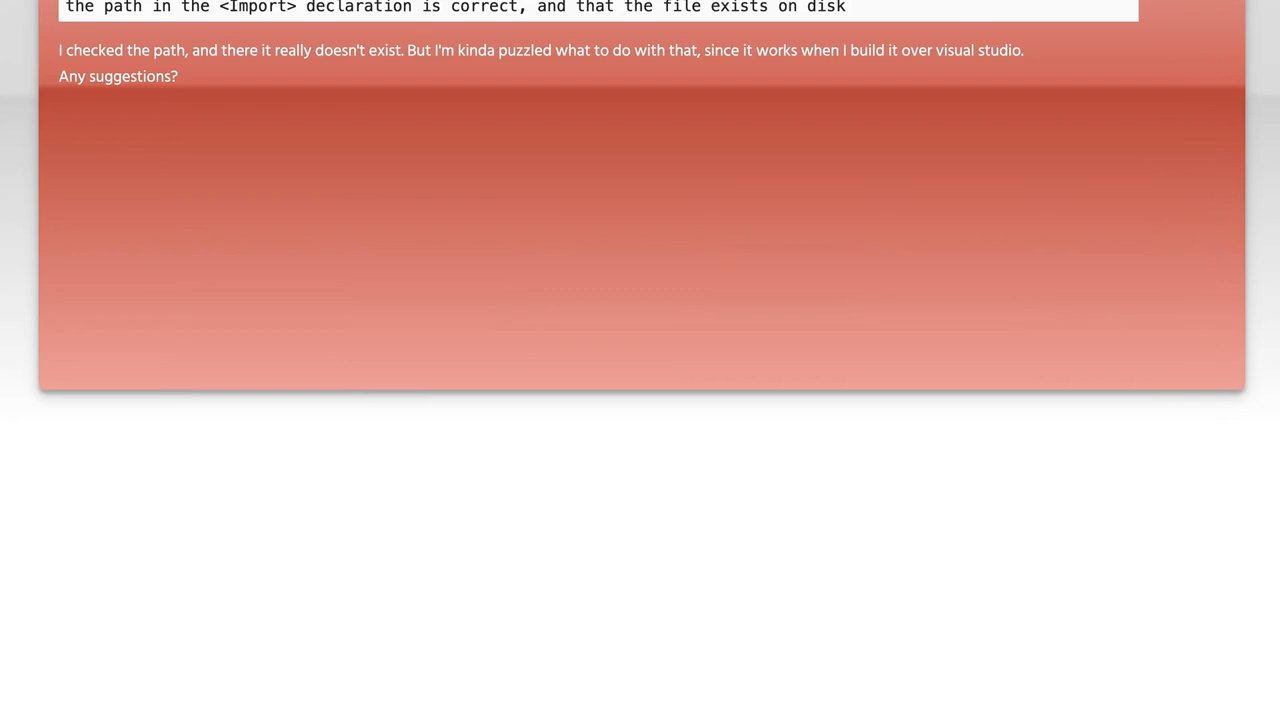 the path in the <Import> declaration is correct, and that the file exists on disk
I checked the path, and there it really doesn't exist. But I'm kinda puzzled what to do with that, since it works when I build it over visual studio.
Any suggestions?